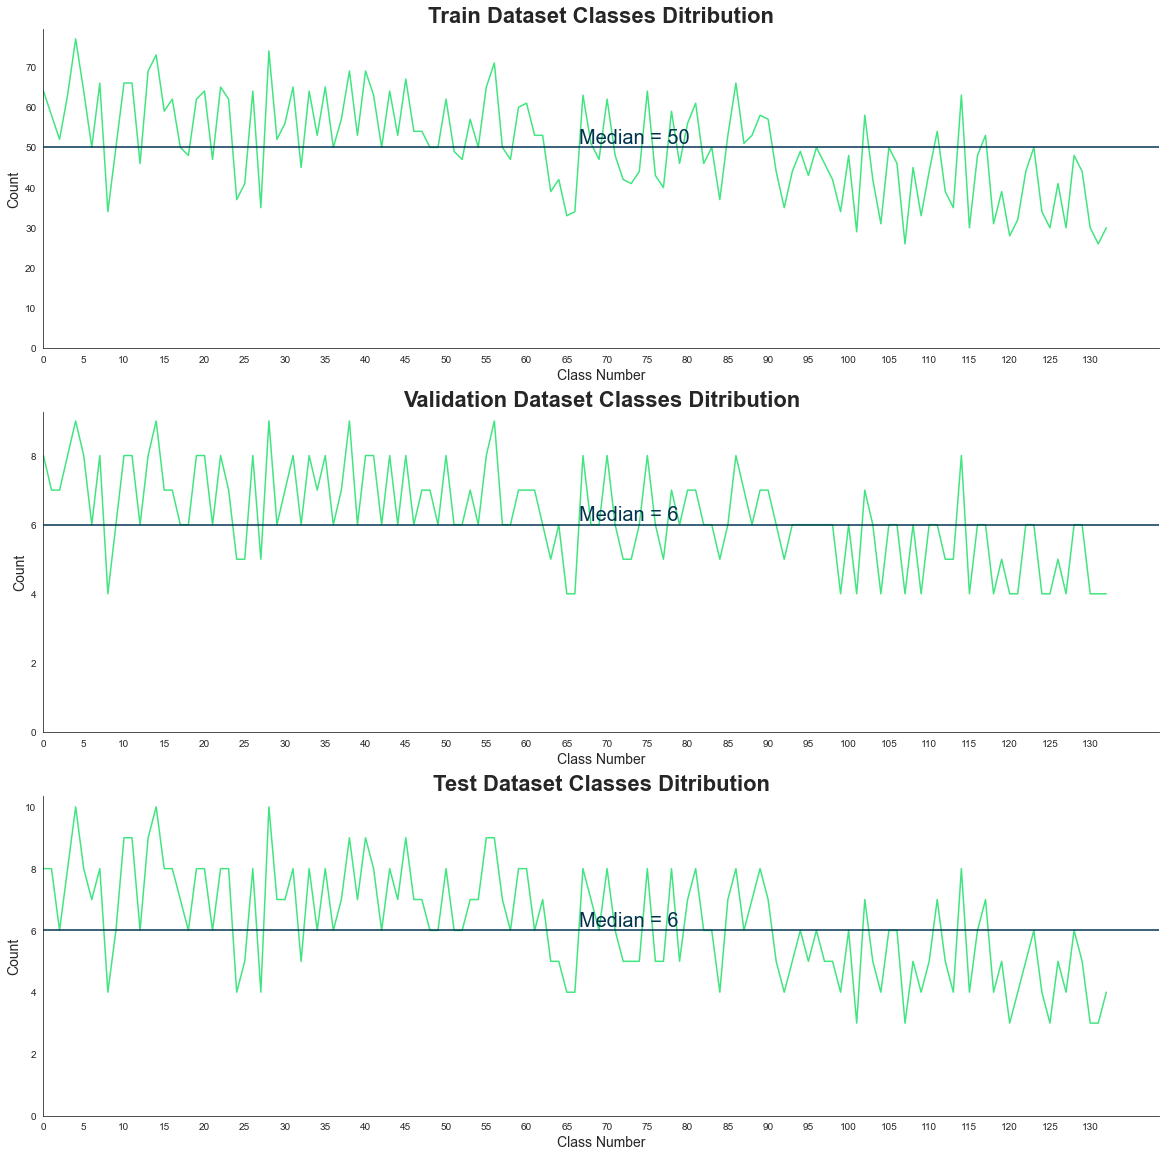 Train Dataset Classes Ditribution
70
60
50
40
30
20
10
0
Count
Median = 50
0 5 10 15 20 25 30 35 40 45 50 55 60 65 70 75 80 85 90 95 100 105 110 115 120 125 130
Class Number
Validation Dataset Classes Ditribution
8
6
4
2
0
Count
Median = 6
0 5 10 15 20 25 30 35 40 45 50 55 60 65 70 75 80 85 90 95 100 105 110 115 120 125 130
Class Number
Test Dataset Classes Ditribution
10
8
6
4
2
0
Count
Median = 6
0 5 10 15 20 25 30 35 40 45 50 55 60 65 70 75 80 85 90 95 100 105 110 115 120 125 130
Class Number